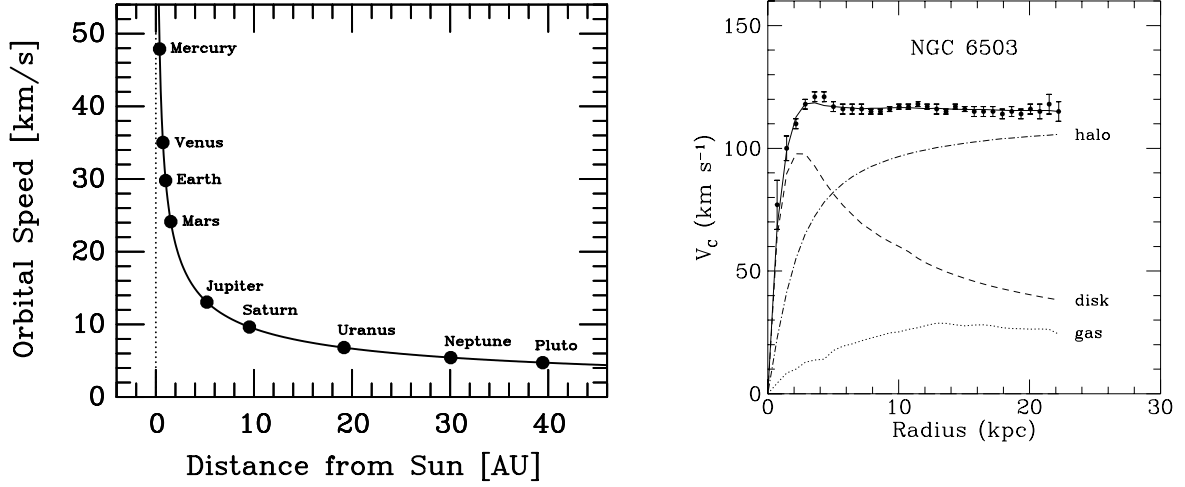 Orbital Speed [km/s]
50
40
30
20
10
0
Mercury
Venus
Earth
Mars
Jupiter
Saturn
Uranus
Neptune
Pluto
0 10 20 30 40
Distance from Sun [AU]
NGC 6503
V_c (km s⁻¹)
150
100
50
0
halo
disk
gas
0 10 20 30
Radius (kpc)